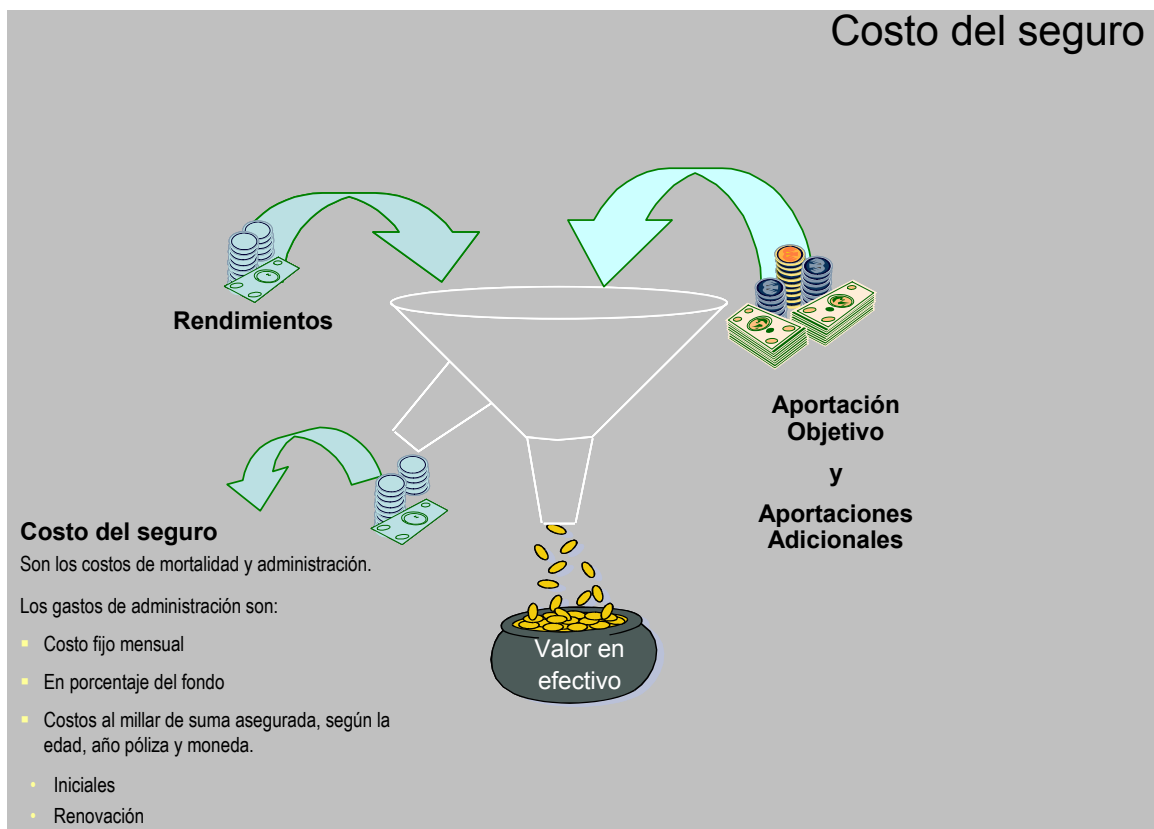 Costo del seguro
Rendimientos
Aportación
Objetivo
y
Aportaciones
Adicionales
Costo del seguro
Son los costos de mortalidad y administración.
Los gastos de administración son:
Costo fijo mensual
En porcentaje del fondo
Costos al millar de suma asegurada, según la
edad, año póliza y moneda.
Iniciales
Renovación
Valor en
efectivo